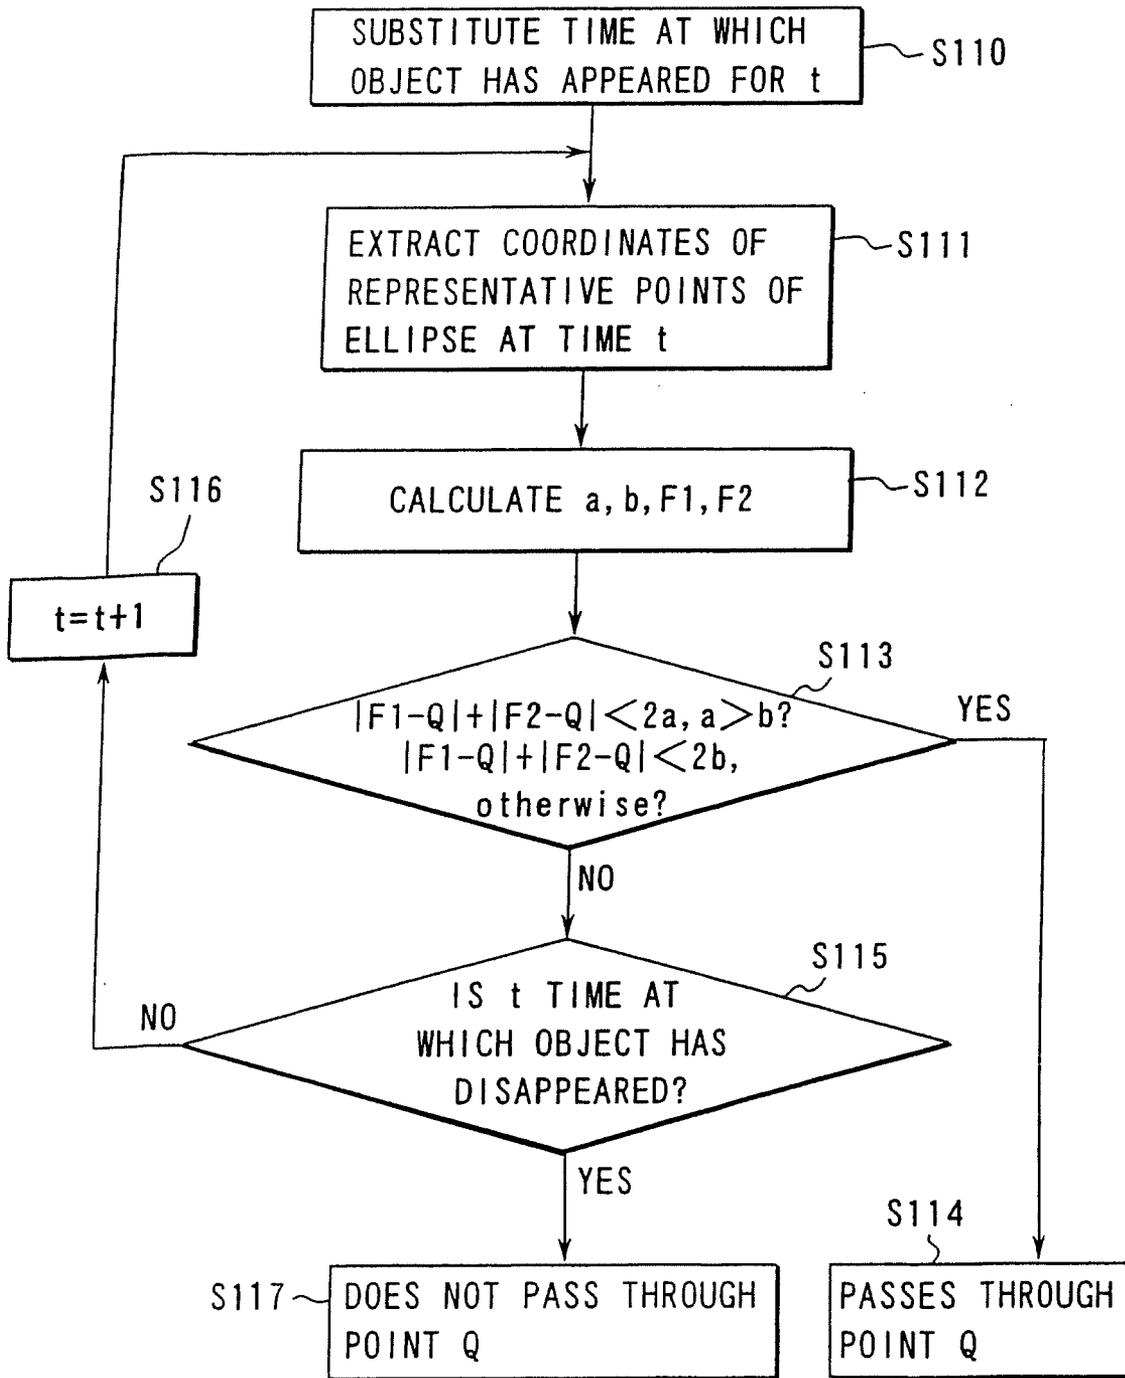 SUBSTITUTE TIME AT WHICH
OBJECT HAS APPEARED FOR t
S110
EXTRACT COORDINATES OF
REPRESENTATIVE POINTS OF
ELLIPSE AT TIME t
S111
CALCULATE a, b, F1, F2
S112
S116
t=t+1
S113
|F1-Q|+|F2-Q|<2a, a>b?
|F1-Q|+|F2-Q|<2b,
otherwise?
YES
NO
S115
IS t TIME AT
WHICH OBJECT HAS
DISAPPEARED?
NO
YES
S114
S117
DOES NOT PASS THROUGH
POINT Q
PASSES THROUGH
POINT Q